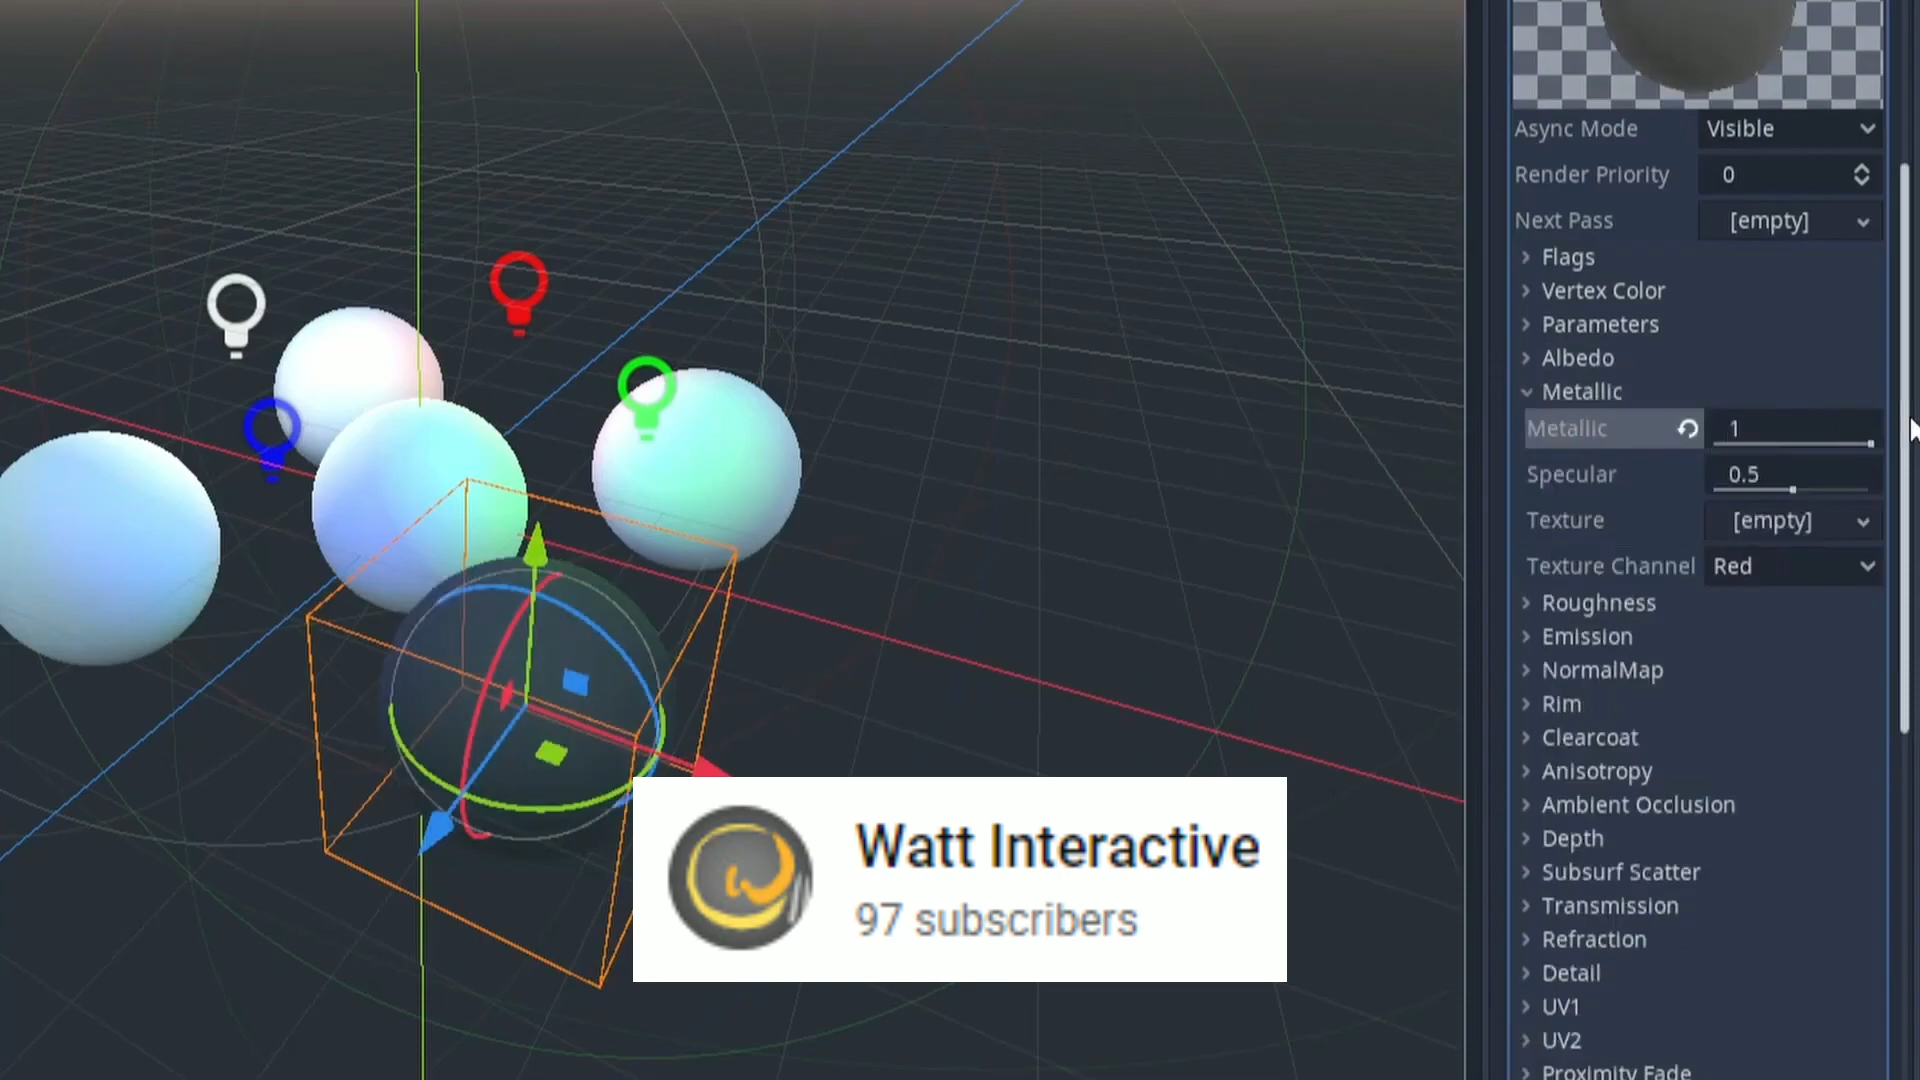 Async Mode Visible
Render Priority 0
Next Pass [empty]
Flags
Vertex Color
Parameters
Albedo
Metallic
Metallic 1
Specular 0.5
Texture [empty]
Texture Channel Red
Roughness
Emission
NormalMap
Rim
Clearcoat
Anisotropy
Ambient Occlusion
Depth
Subsurf Scatter
Transmission
Refraction
Detail
UV1
UV2
Proximity Fade
Watt Interactive
97 subscribers